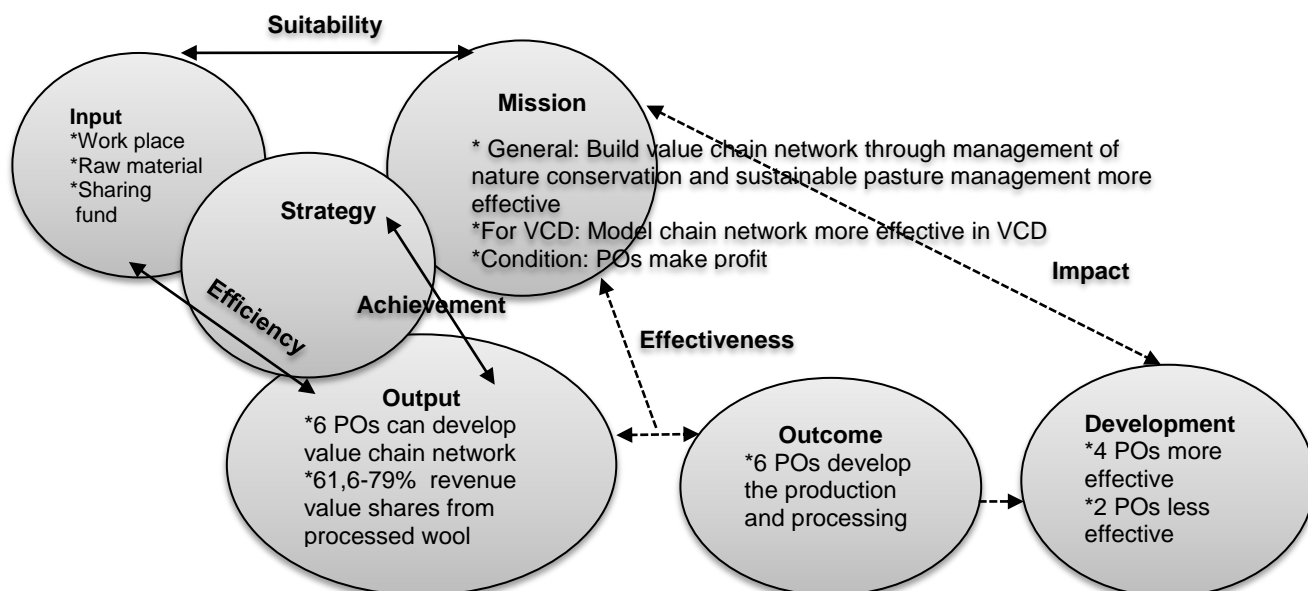 Suitability
Input
*Work place
*Raw material
*Sharing
fund
Mission
* General: Build value chain network through management of
nature conservation and sustainable pasture management more
effective
*For VCD: Model chain network more effective in VCD
*Condition: POs make profit
Strategy
Impact
Efficiency
Achievement
Effectiveness
Output
*6 POs can develop
value chain network
*61,6-79% revenue
value shares from
processed wool
Outcome
*6 POs develop
the production
and processing
Development
*4 POs more
effective
*2 POs less
effective